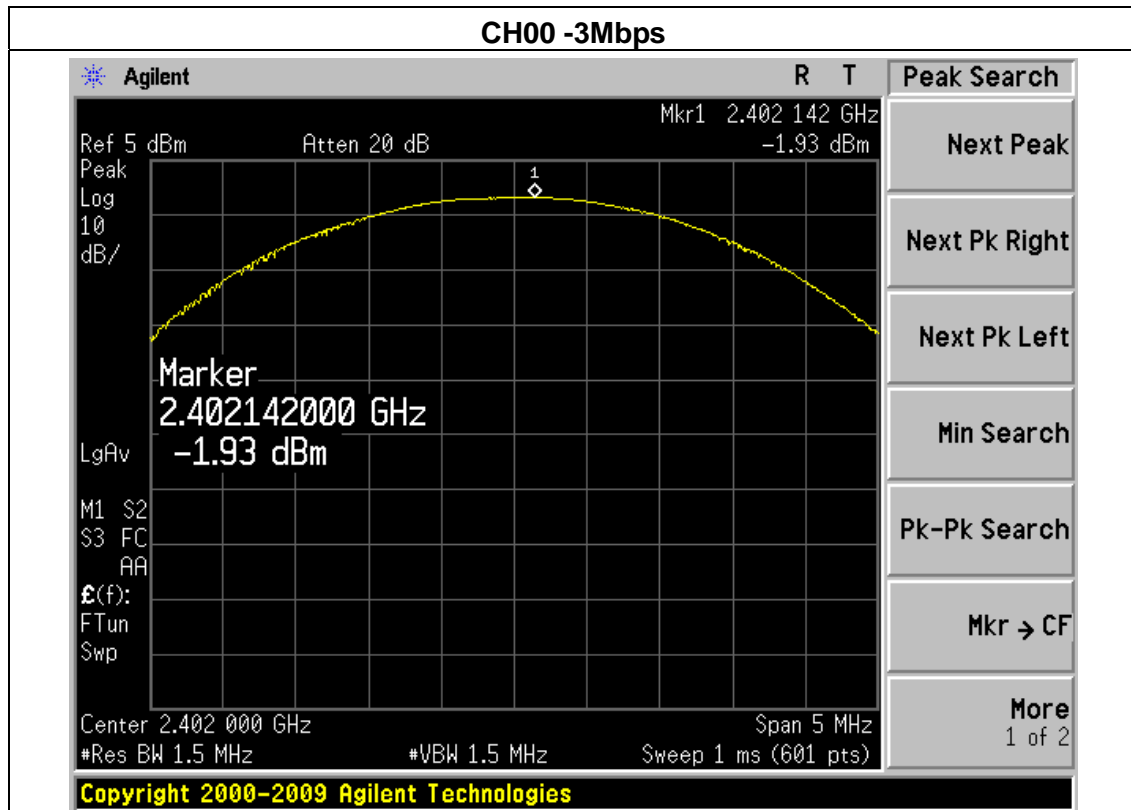 CH00 -3Mbps
Agilent R T Peak Search
Mkr1 2.402 142 GHz
Ref 5 dBm Atten 20 dB −1.93 dBm
Peak
Log
10
dB/
1
Marker
2.402142000 GHz
−1.93 dBm
LgAv
M1 S2
S3 FC
AA
£(f):
FTun
Swp
Center 2.402 000 GHz Span 5 MHz
#Res BW 1.5 MHz #VBW 1.5 MHz Sweep 1 ms (601 pts)
Next Peak
Next Pk Right
Next Pk Left
Min Search
Pk-Pk Search
Mkr → CF
More
1 of 2
Copyright 2000-2009 Agilent Technologies